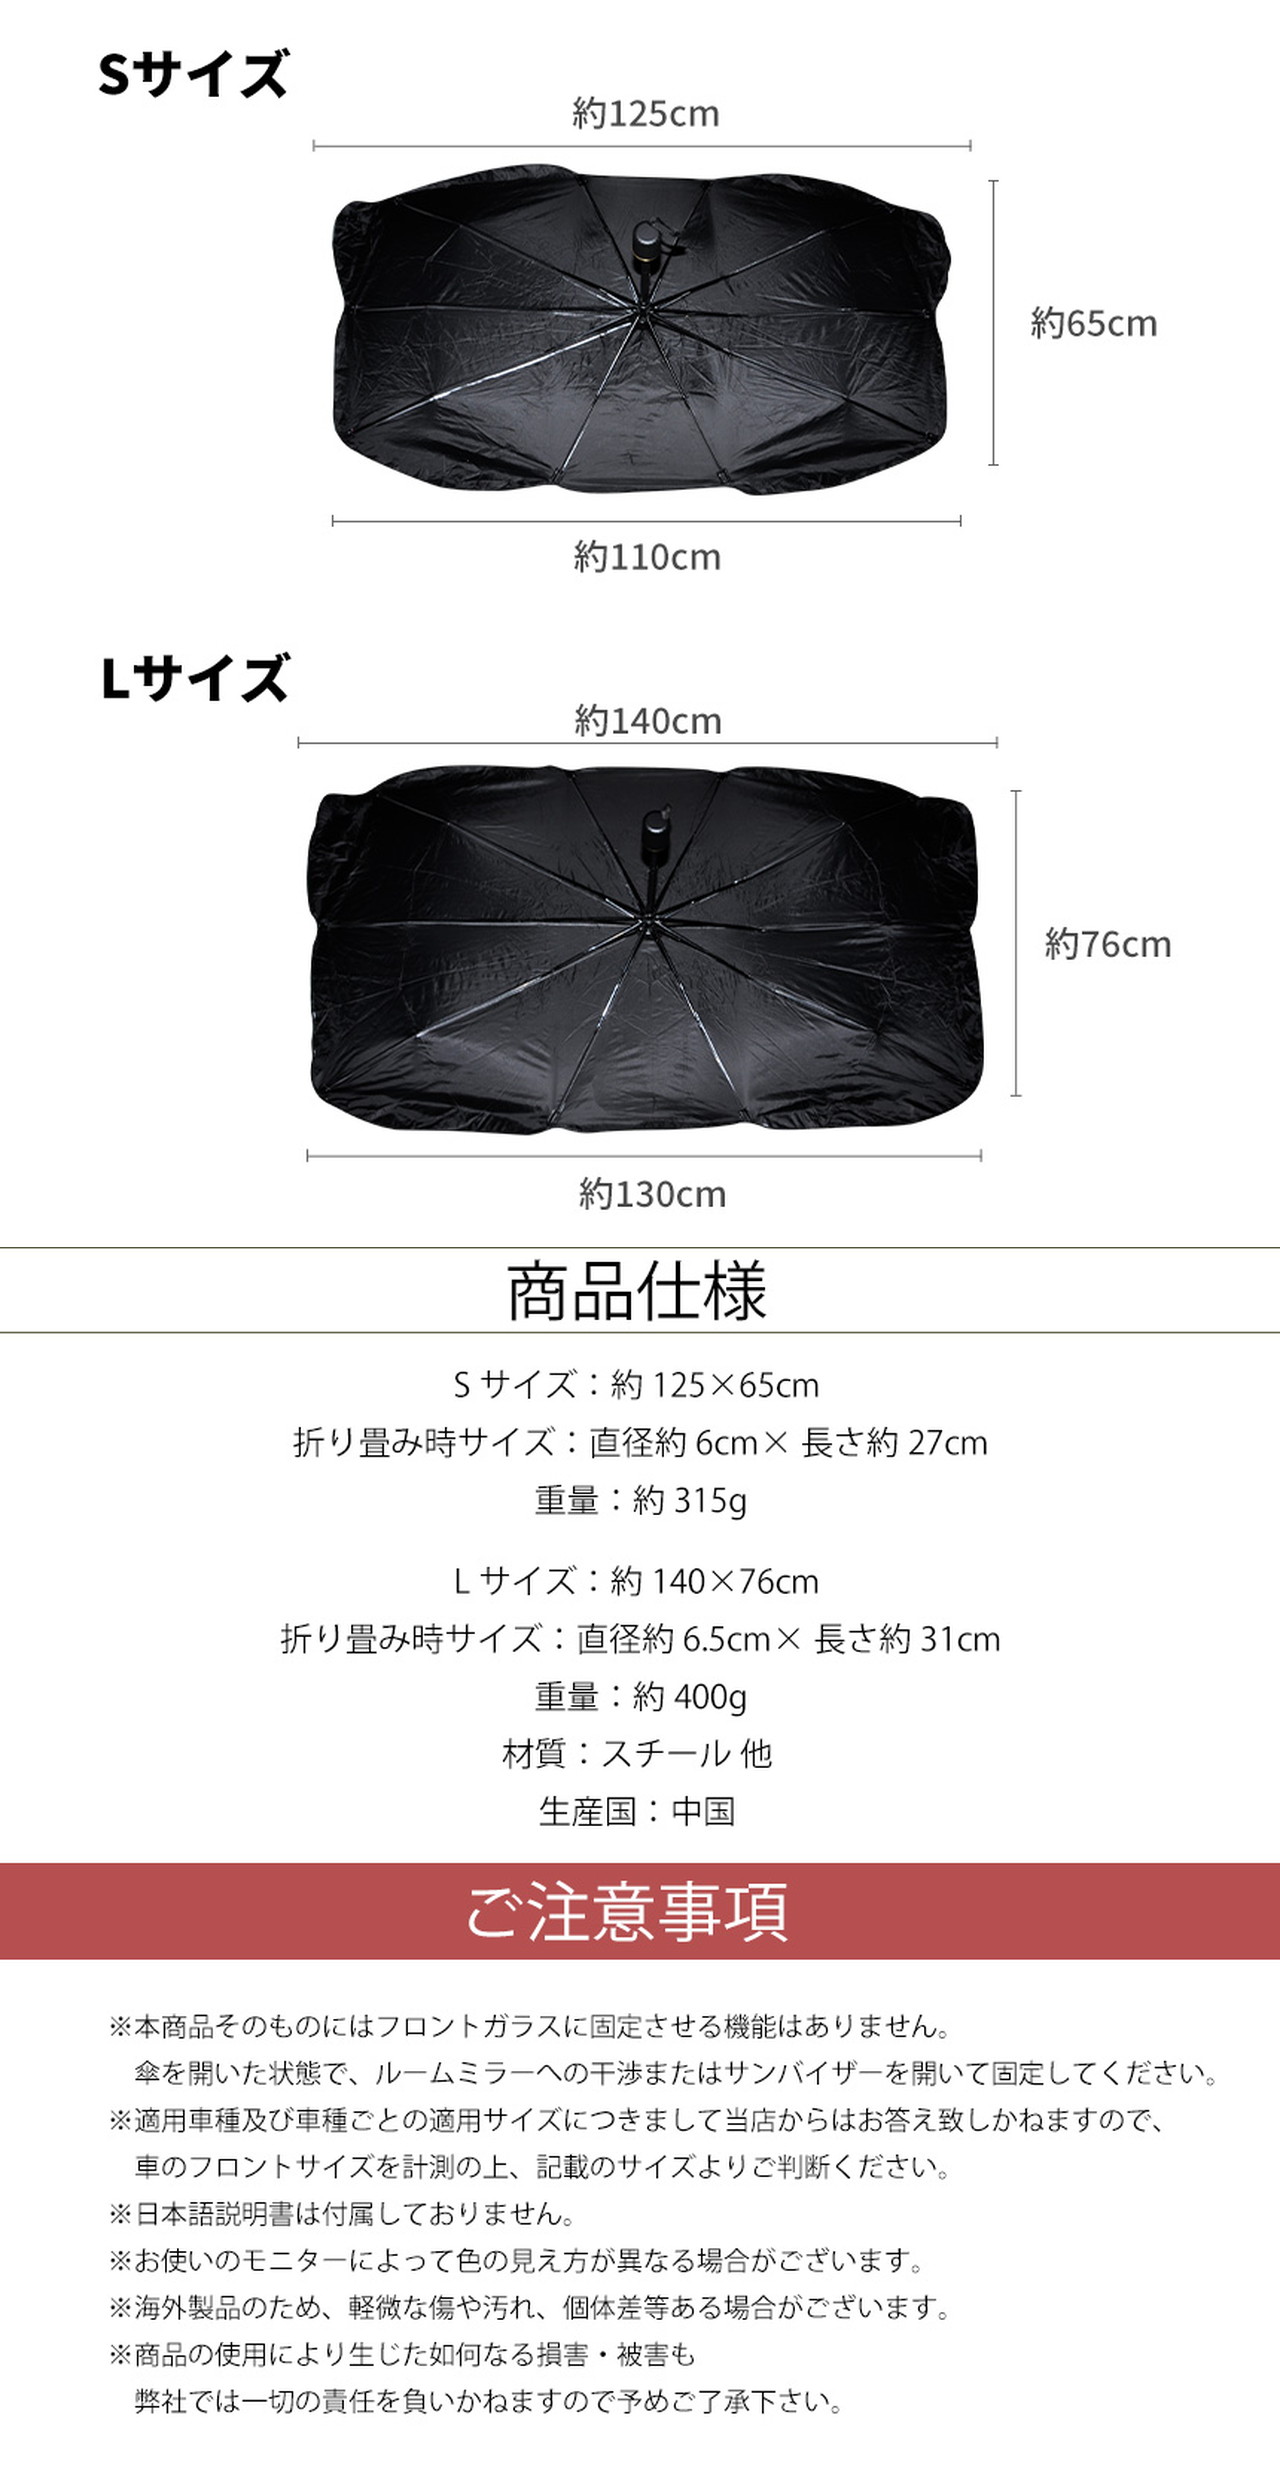 Sサイズ
約125cm
約65cm
約110cm
Lサイズ
約140cm
約76cm
約130cm
商品仕様
S サイズ：約 125×65cm
折り畳み時サイズ：直径約 6cm× 長さ約 27cm
重量：約 315g
L サイズ：約 140×76cm
折り畳み時サイズ：直径約 6.5cm× 長さ約 31cm
重量：約 400g
材質：スチール 他
生産国：中国
ご注意事項
※本商品そのものにはフロントガラスに固定させる機能はありません。
傘を開いた状態で、ルームミラーへの干渉またはサンバイザーを開いて固定してください。
※適用車種及び車種ごとの適用サイズにつきまして当店からはお答え致しかねますので、
車のフロントサイズを計測の上、記載のサイズよりご判断ください。
※日本語説明書は付属しておりません。
※お使いのモニターによって色の見え方が異なる場合がございます。
※海外製品のため、軽微な傷や汚れ、個体差等ある場合がございます。
※商品の使用により生じた如何なる損害・被害も
弊社では一切の責任を負いかねますので予めご了承下さい。